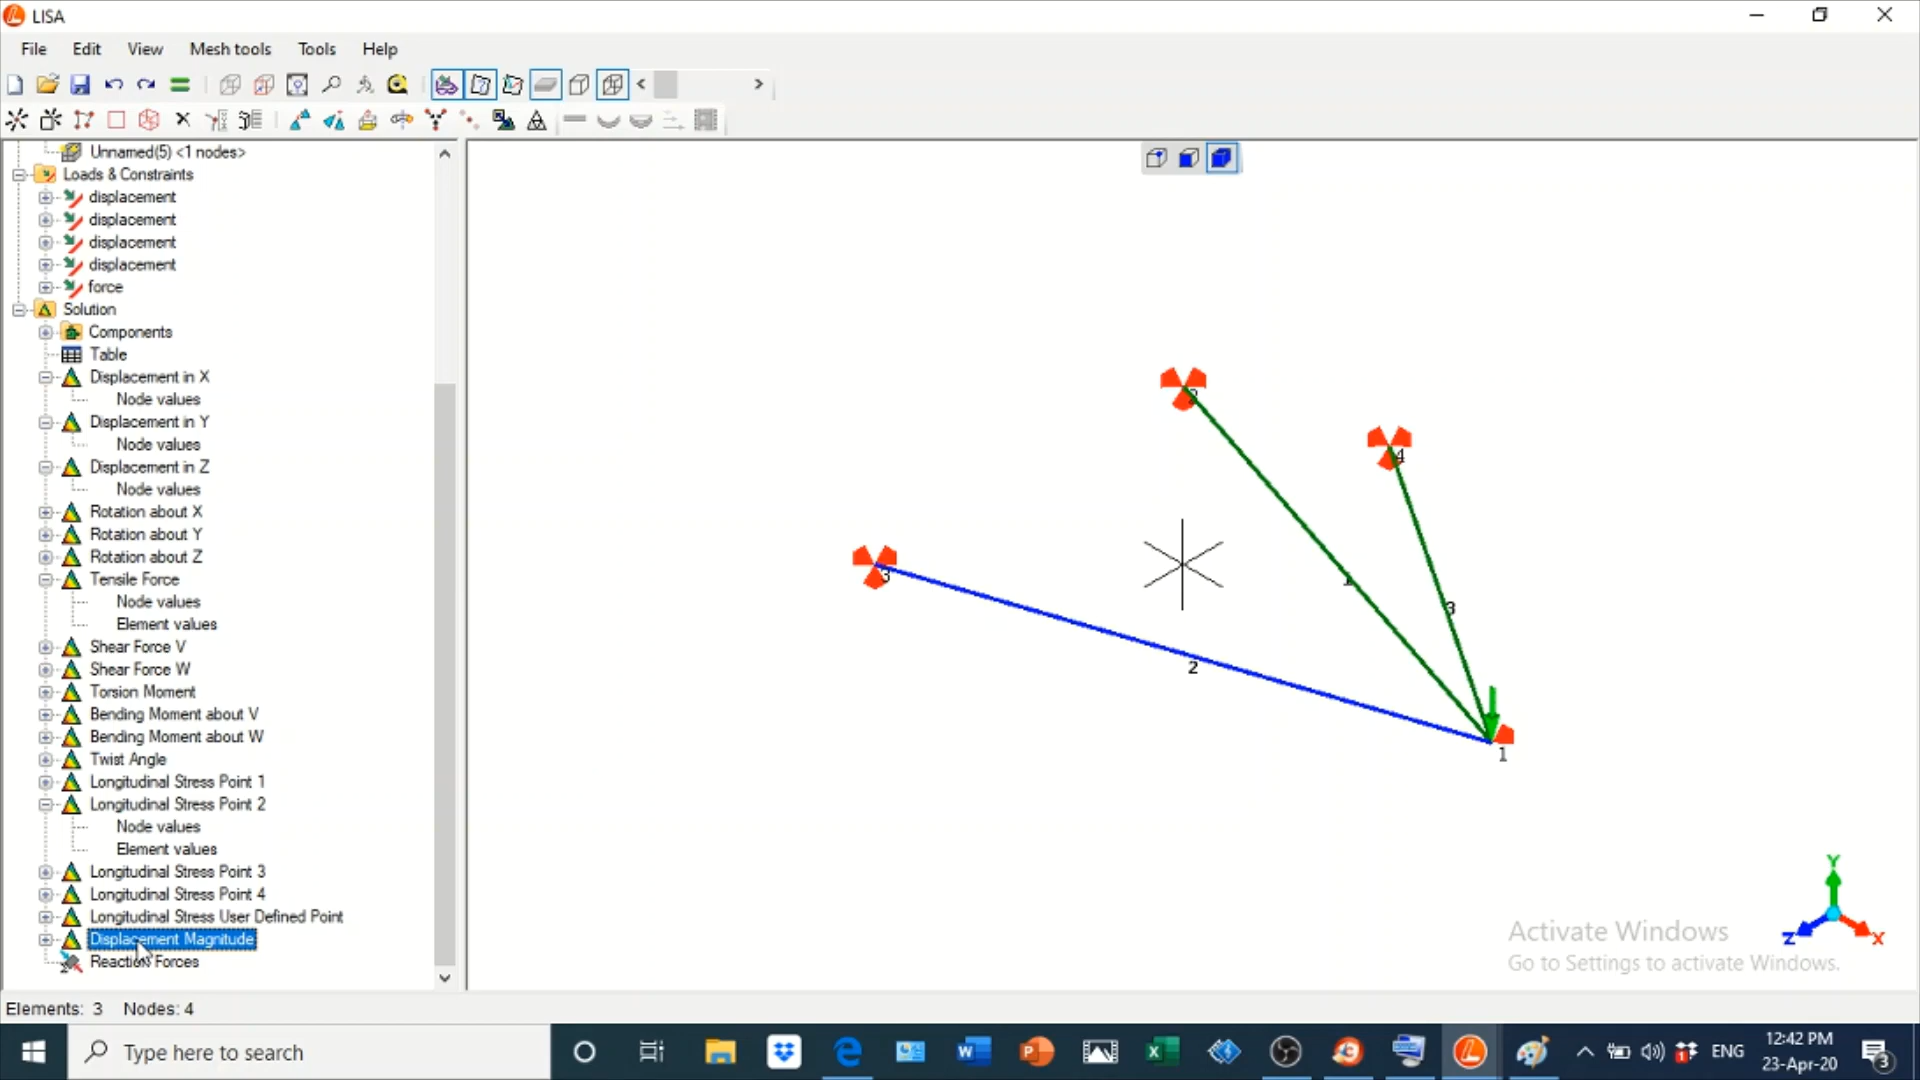 LISA
File Edit View Mesh tools Tools Help
Unnamed(5) <1 nodes>
Loads & Constraints
displacement
displacement
displacement
displacement
force
Solution
Components
Table
Displacement in X
Node values
Displacement in Y
Node values
Displacement in Z
Node values
Rotation about X
Rotation about Y
Rotation about Z
Tensile Force
Node values
Element values
Shear Force V
Shear Force W
Torsion Moment
Bending Moment about V
Bending Moment about W
Twist Angle
Longitudinal Stress Point 1
Longitudinal Stress Point 2
Node values
Element values
Longitudinal Stress Point 3
Longitudinal Stress Point 4
Longitudinal Stress User Defined Point
Displacement Magnitude
Reaction Forces
2
4
3
1
3
2
1
Y
Z X
Activate Windows
Go to Settings to activate Windows.
Elements: 3 Nodes: 4
Type here to search
ENG
12:42 PM
23-Apr-20
3